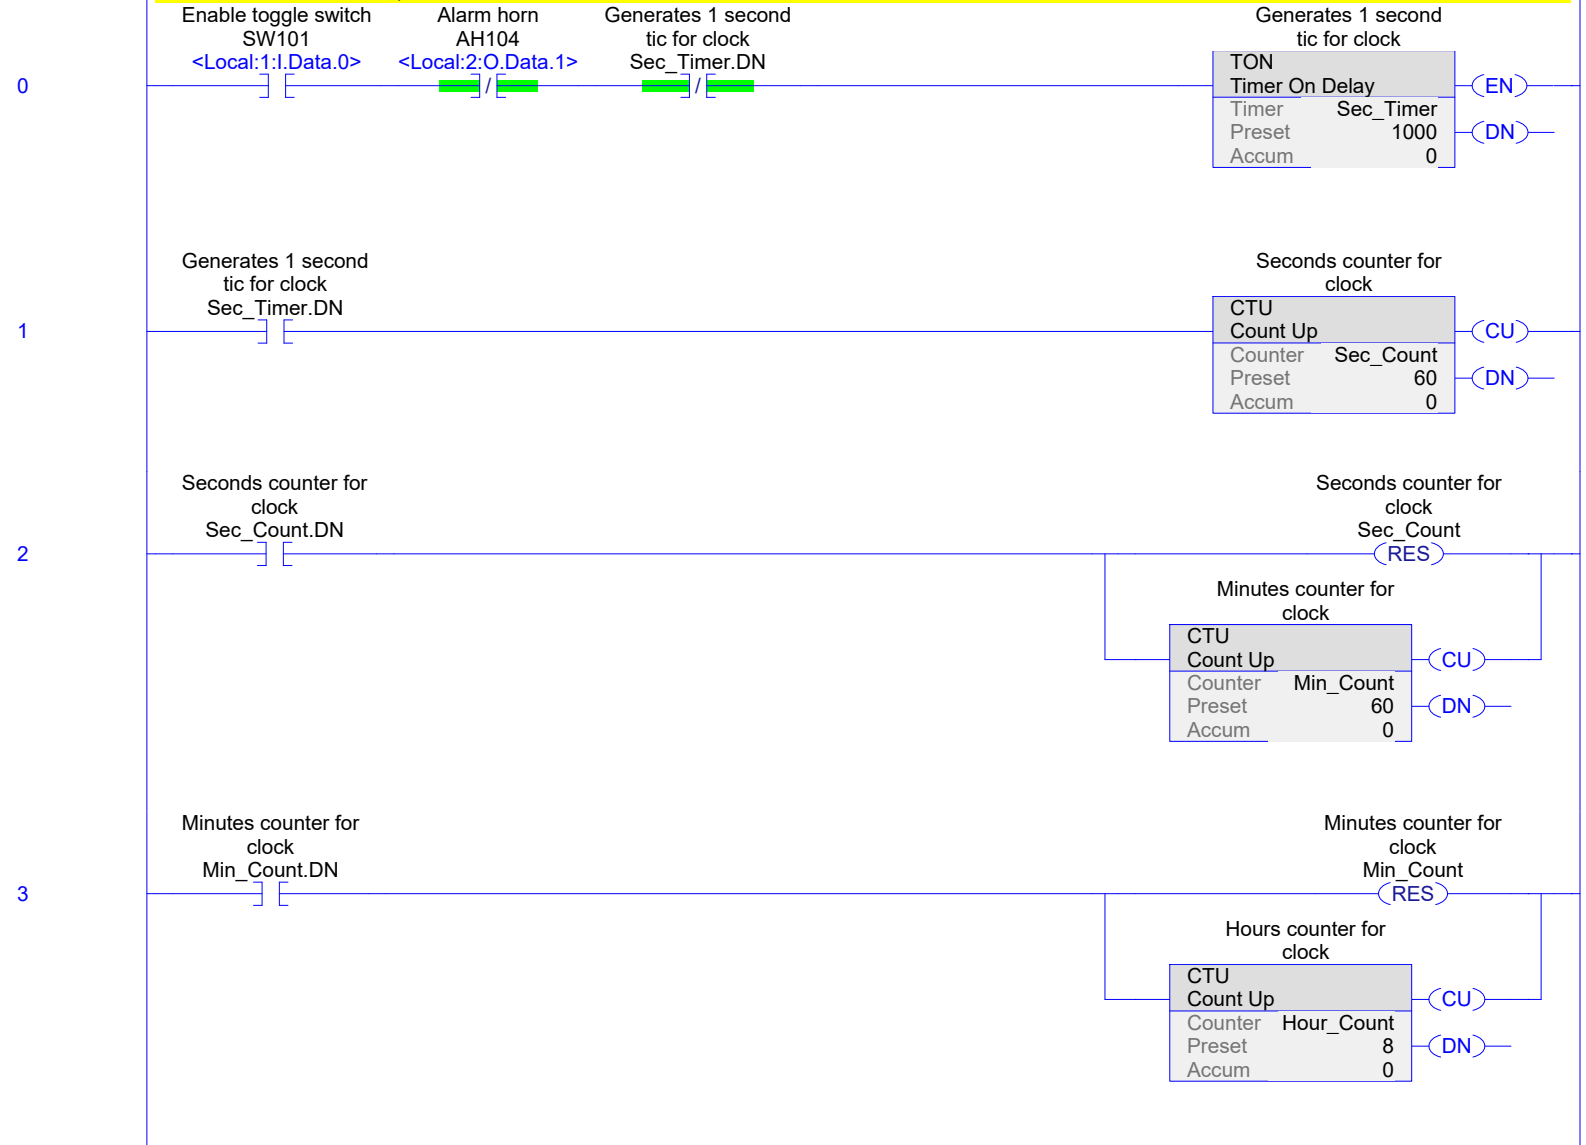 Enable toggle switch
SW101
<Local:1:I.Data.0>
Alarm horn
AH104
<Local:2:O.Data.1>
Generates 1 second
tic for clock
Sec_Timer.DN
/
/
Generates 1 second
tic for clock
TON
Timer On Delay
Timer Sec_Timer
Preset 1000
Accum 0
EN
DN
0
Generates 1 second
tic for clock
Sec_Timer.DN
Seconds counter for
clock
CTU
Count Up
Counter Sec_Count
Preset 60
Accum 0
CU
DN
1
Seconds counter for
clock
Sec_Count.DN
Seconds counter for
clock
Sec_Count
RES
2
Minutes counter for
clock
CTU
Count Up
Counter Min_Count
Preset 60
Accum 0
CU
DN
Minutes counter for
clock
Min_Count.DN
Minutes counter for
clock
Min_Count
RES
3
Hours counter for
clock
CTU
Count Up
Counter Hour_Count
Preset 8
Accum 0
CU
DN